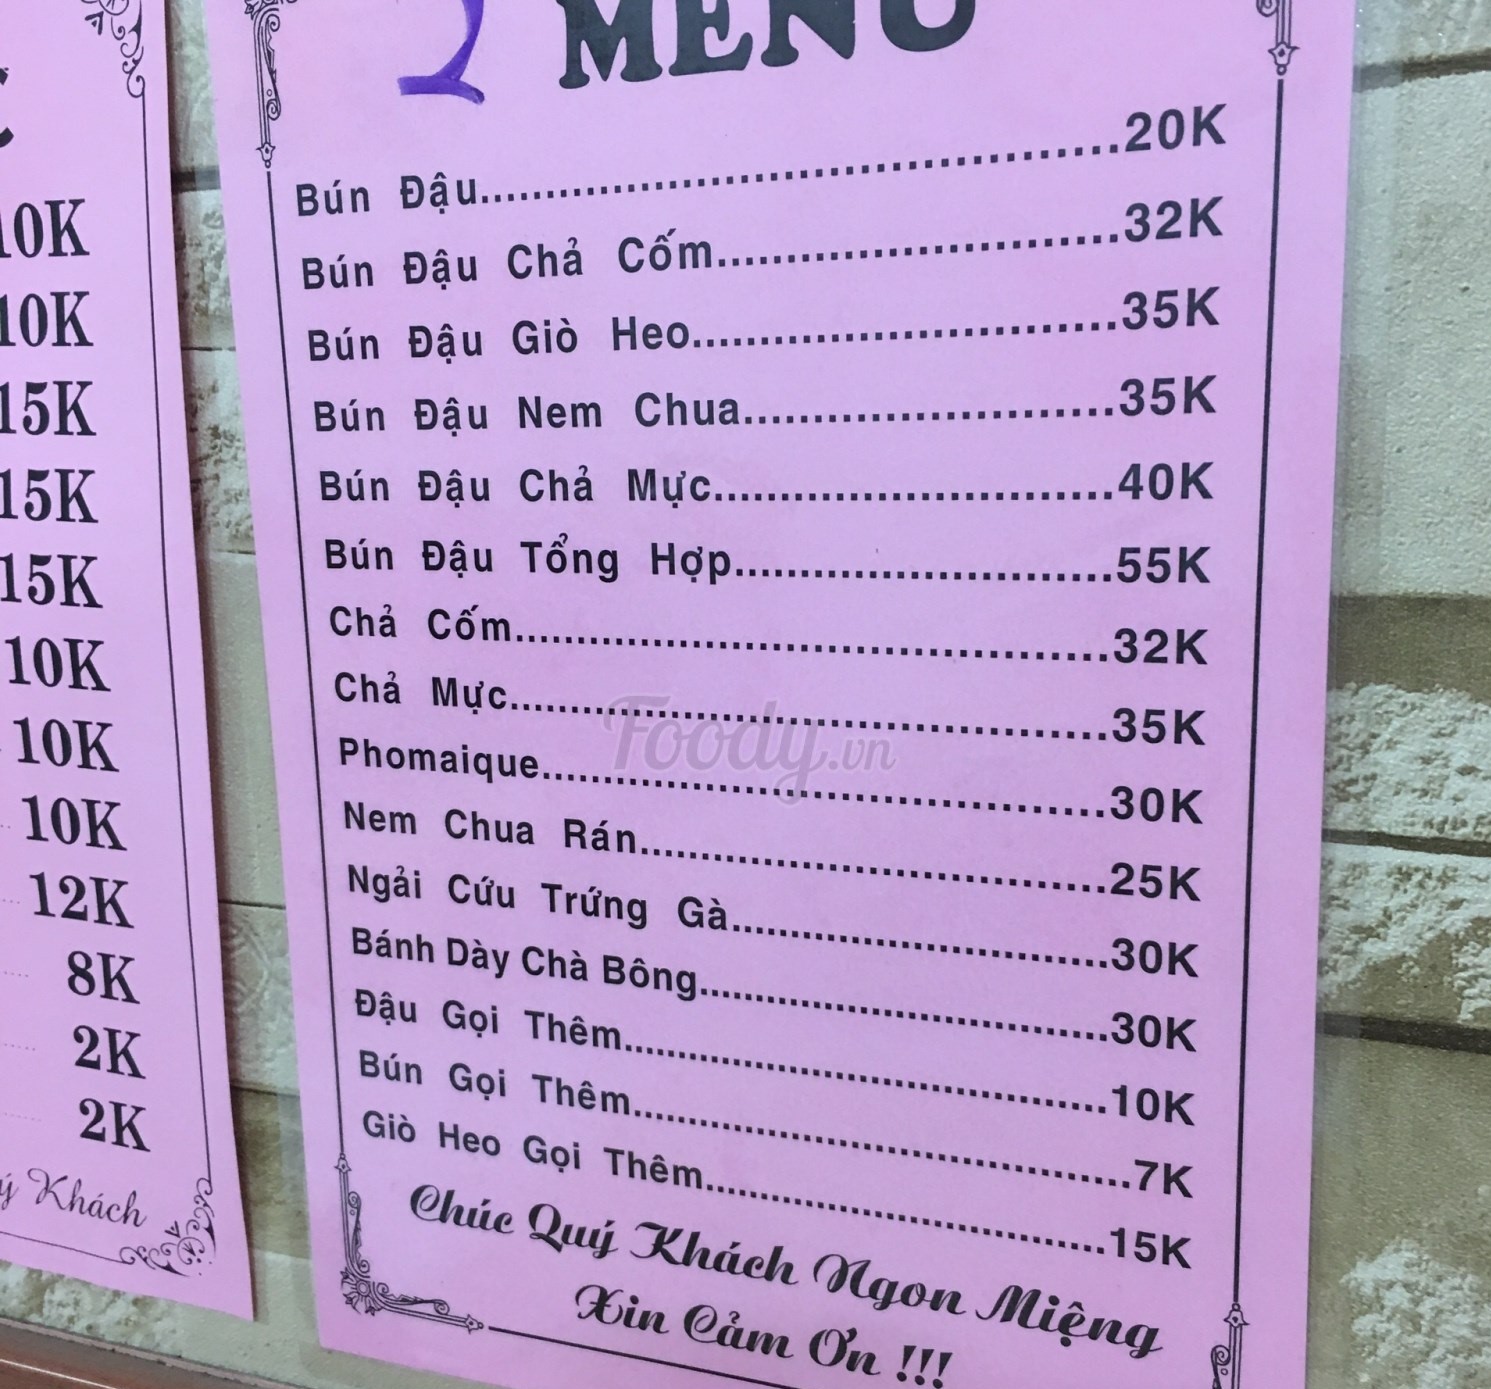 MENU
Bún Đậu........20K
Bún Đậu Chả Cốm........32K
Bún Đậu Giò Heo........35K
Bún Đậu Nem Chua........35K
Bún Đậu Chả Mực........40K
Bún Đậu Tổng Hợp........55K
Chả Cốm........32K
Chả Mực........35K
Phomaique........30K
Nem Chua Rán........25K
Ngải Cứu Trứng Gà........30K
Bánh Dày Chà Bông........30K
Đậu Gọi Thêm........10K
Bún Gọi Thêm........7K
Giò Heo Gọi Thêm........15K
Chúc Quý Khách Ngon Miệng
Xin Cảm Ơn !!!
Foody.vn
10K
10K
15K
15K
15K
10K
10K
10K
12K
8K
2K
2K
Khách